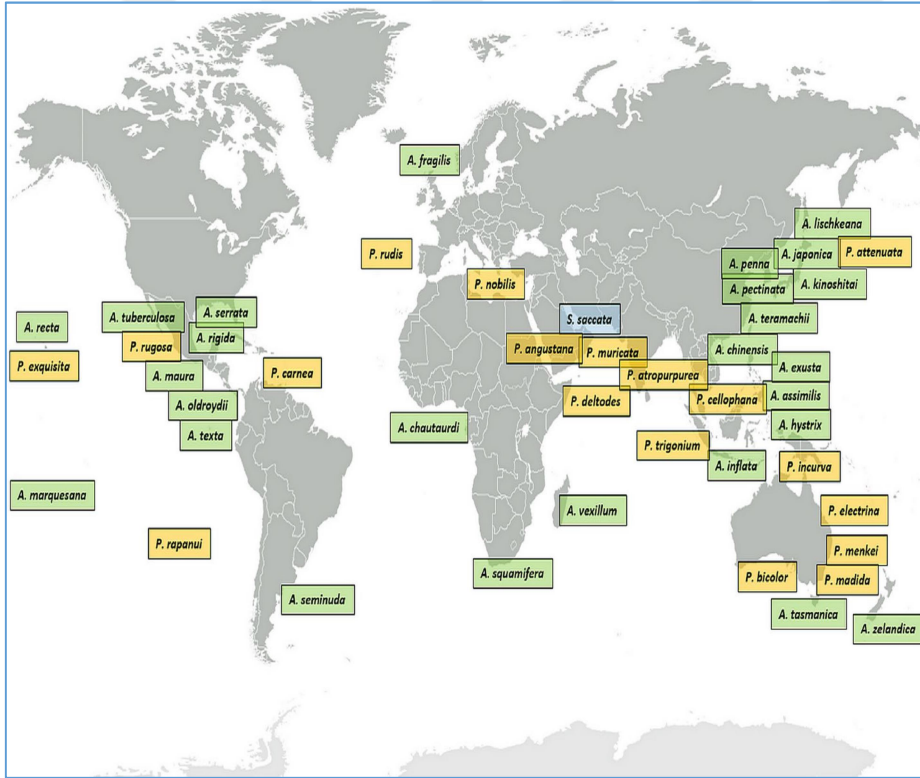 A. fragilis
A. lischkeana
P. rudis
A. japonica
P. attenuata
A. penna
P. nobilis
A. kinoshitai
A. pectinata
A. serrata
A. tuberculosa
S. saccata
A. teramachii
A. recta
A. rigida
P. rugosa
P. angustana
P. muricata
A. chinensis
P. exquisita
P. carnea
A. exusta
A. maura
P. atropurpurea
A. assimilis
P. deltodes
P. cellophana
A. oldroydii
A. chautaurdi
A. hystrix
A. texta
P. trigonium
A. inflata
P. incurva
A. marquesana
A. vexillum
P. electrina
P. rapanui
P. menkei
A. squamifera
P. bicolor
P. madida
A. seminuda
A. tasmanica
A. zelandica